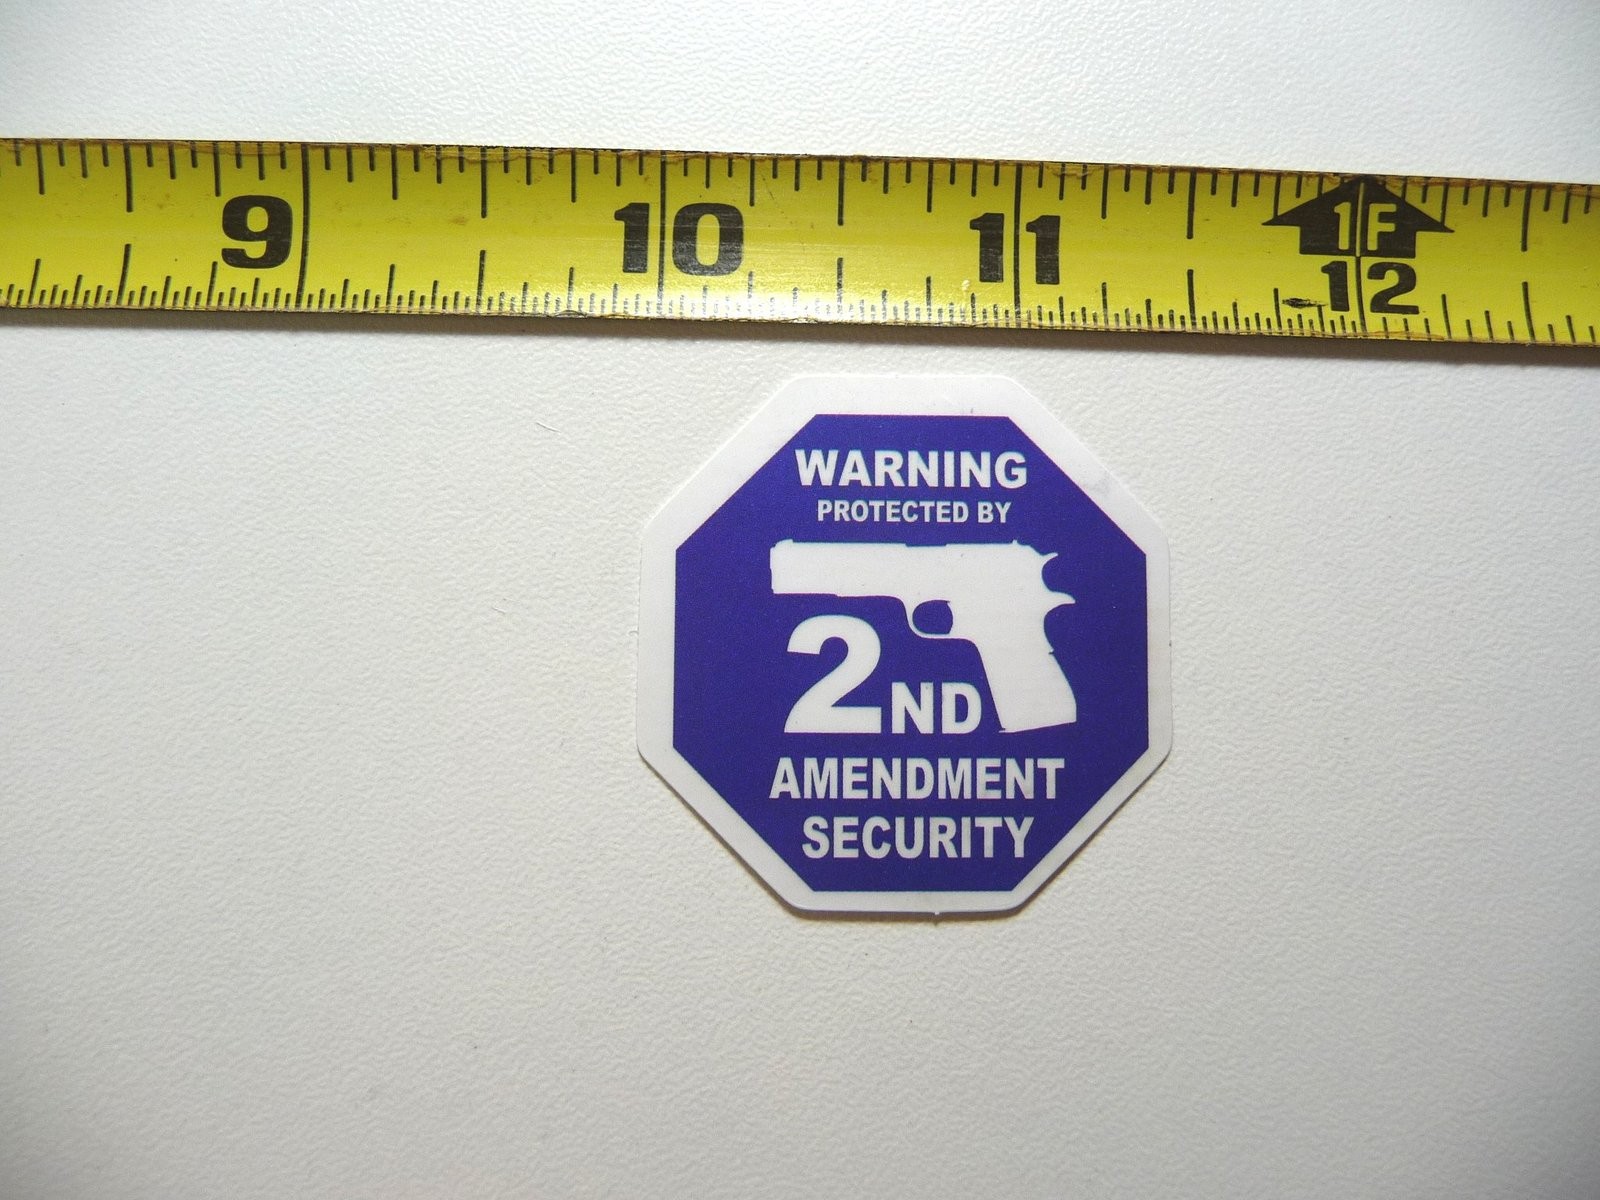 9 10 11 1F
12
WARNING
PROTECTED BY
2ND
AMENDMENT
SECURITY